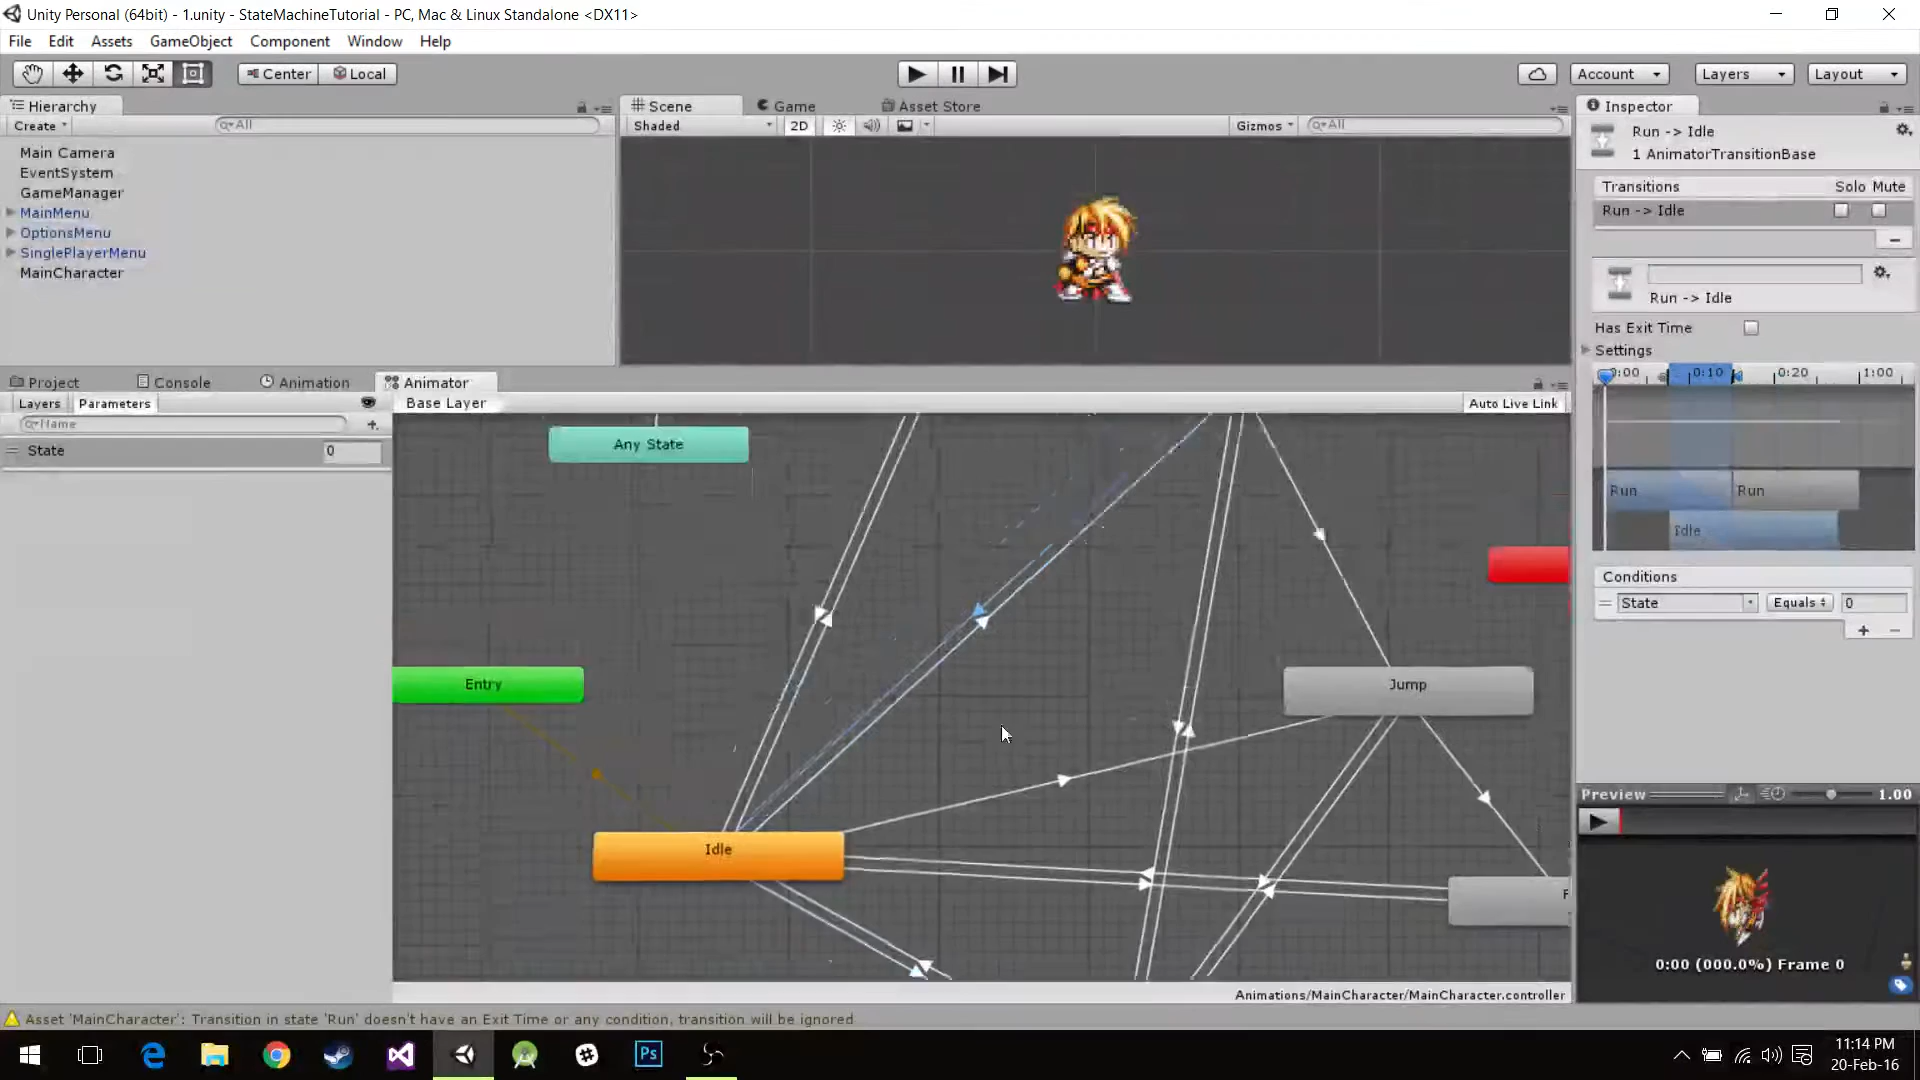 Unity Personal (64bit) - 1.unity - StateMachineTutorial - PC, Mac & Linux Standalone <DX11>
File Edit Assets GameObject Component Window Help
Center Local Account Layers Layout
Hierarchy
Create All
Main Camera
EventSystem
GameManager
MainMenu
OptionsMenu
SinglePlayerMenu
MainCharacter
Scene Game Asset Store
Shaded 2D Gizmos All
Inspector
Run -> Idle
1 AnimatorTransitionBase
Transitions Solo Mute
Run -> Idle
Run -> Idle
Has Exit Time
Settings
0:00 0:10 0:20 1:00
Run Run
Idle
Conditions
State Equals 0
Preview 1.00
0:00 (000.0%) Frame 0
Project Console Animation Animator
Layers Parameters Base Layer Auto Live Link
Name
State 0
Any State
Entry
Jump
Idle
Animations/MainCharacter/MainCharacter.controller
Asset 'MainCharacter': Transition in state 'Run' doesn't have an Exit Time or any condition, transition will be ignored
Ps
11:14 PM
20-Feb-16